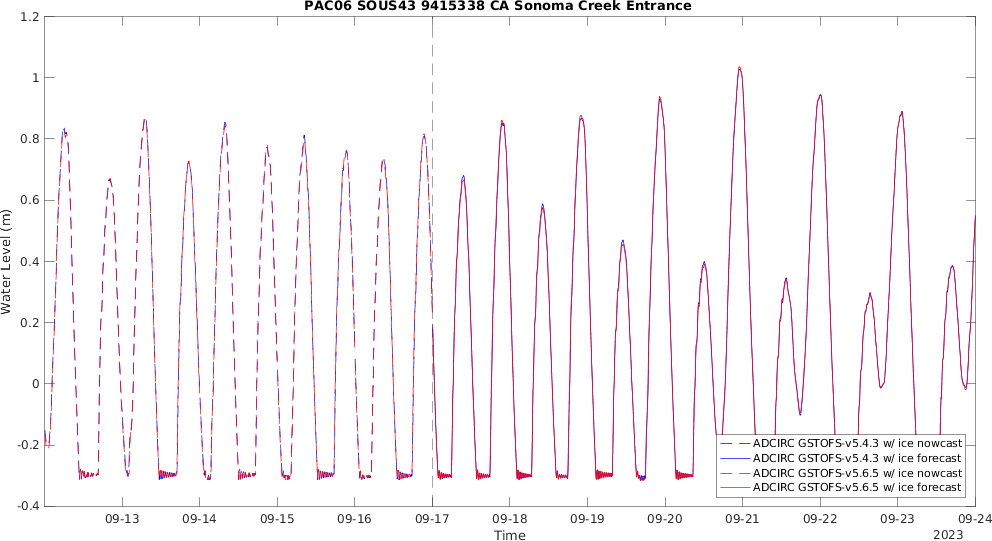 PAC06 SOUS43 9415338 CA Sonoma Creek Entrance
1.2
1
0.8
0.6
0.4
0.2
0
-0.2
-0.4
Water Level (m)
ADCIRC GSTOFS-v5.4.3 w/ ice nowcast
ADCIRC GSTOFS-v5.4.3 w/ ice forecast
ADCIRC GSTOFS-v5.6.5 w/ ice nowcast
ADCIRC GSTOFS-v5.6.5 w/ ice forecast
09-13 09-14 09-15 09-16 09-17 09-18 09-19 09-20 09-21 09-22 09-23 09-24
Time
2023